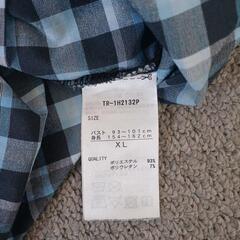 TR-1H2132P
SIZE
バスト 93～101cm
身長 154～162cm
XL
QUALITY
ポリエステル 93%
ポリウレタン 7%